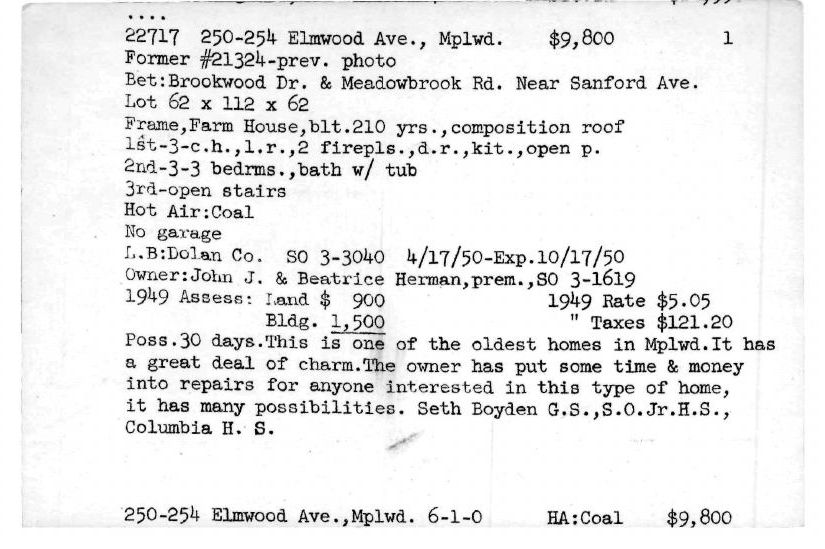 ....
22717 250-254 Elmwood Ave., Mplwd. $9,800 1
Former #21324-prev. photo
Bet:Brookwood Dr. & Meadowbrook Rd. Near Sanford Ave.
Lot 62 x 112 x 62
Frame,Farm House,blt.210 yrs.,composition roof
1st-3-c.h.,l.r.,2 firepls.,d.r.,kit.,open p.
2nd-3-3 bedrms.,bath w/ tub
3rd-open stairs
Hot Air:Coal
No garage
L.B:Dolan Co. SO 3-3040 4/17/50-Exp.10/17/50
Owner:John J. & Beatrice Herman,prem.,SO 3-1619
1949 Assess: Land $ 900 1949 Rate $5.05
Bldg. 1,500 " Taxes $121.20
Poss.30 days.This is one of the oldest homes in Mplwd.It has
a great deal of charm.The owner has put some time & money
into repairs for anyone interested in this type of home,
it has many possibilities. Seth Boyden G.S.,S.O.Jr.H.S.,
Columbia H. S.
250-254 Elmwood Ave.,Mplwd. 6-1-0 HA:Coal $9,800